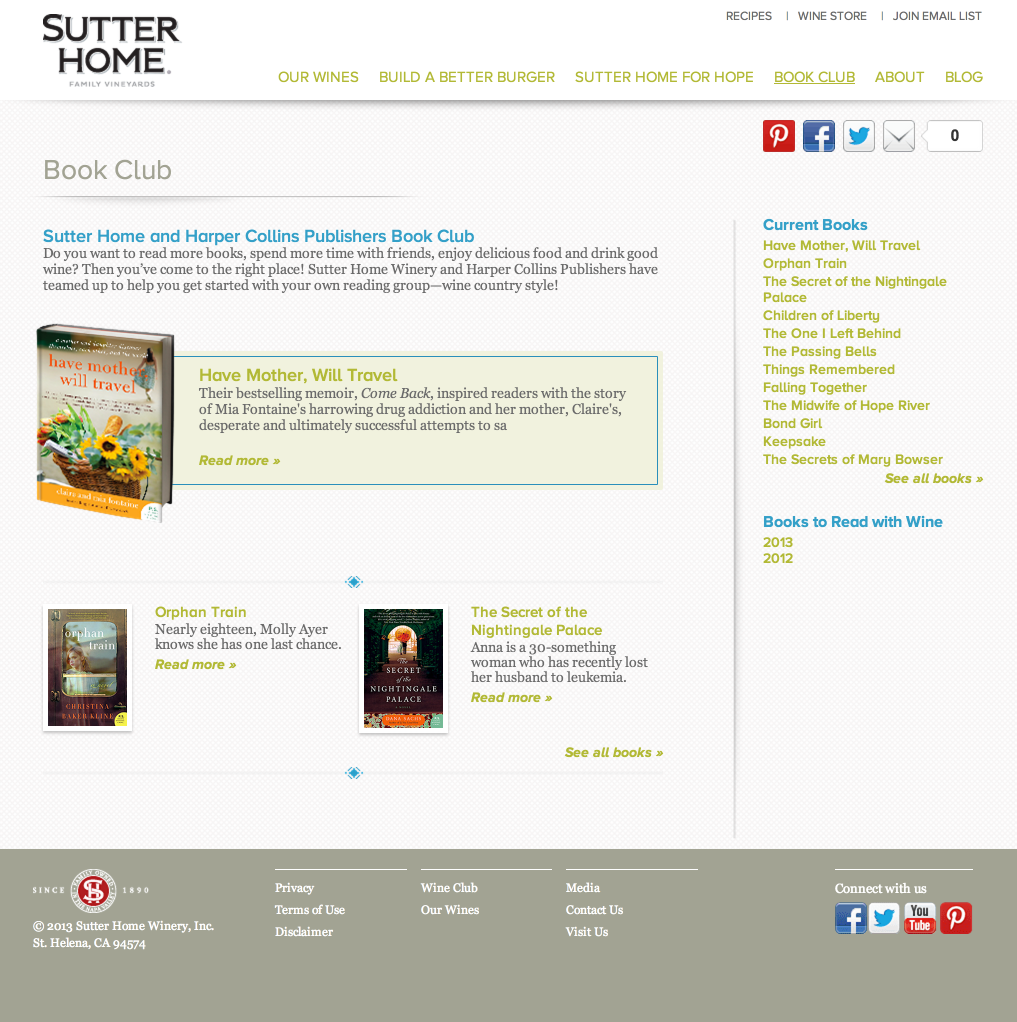 SUTTER
HOME®
FAMILY VINEYARDS
RECIPES | WINE STORE | JOIN EMAIL LIST
OUR WINES BUILD A BETTER BURGER SUTTER HOME FOR HOPE BOOK CLUB ABOUT BLOG
0
Book Club
Sutter Home and Harper Collins Publishers Book Club
Do you want to read more books, spend more time with friends, enjoy delicious food and drink good
wine? Then you’ve come to the right place! Sutter Home Winery and Harper Collins Publishers have
teamed up to help you get started with your own reading group—wine country style!
have mother,
will travel
claire and mia fontaine
P.S.
Have Mother, Will Travel
Their bestselling memoir, Come Back, inspired readers with the story
of Mia Fontaine's harrowing drug addiction and her mother, Claire's,
desperate and ultimately successful attempts to sa
Read more »
orphan
train
CHRISTINA
BAKER KLINE
Orphan Train
Nearly eighteen, Molly Ayer
knows she has one last chance.
Read more »
The
SECRET
of the
NIGHTINGALE
PALACE
A NOVEL
DANA SACHS
The Secret of the
Nightingale Palace
Anna is a 30-something
woman who has recently lost
her husband to leukemia.
Read more »
See all books »
Current Books
Have Mother, Will Travel
Orphan Train
The Secret of the Nightingale
Palace
Children of Liberty
The One I Left Behind
The Passing Bells
Things Remembered
Falling Together
The Midwife of Hope River
Bond Girl
Keepsake
The Secrets of Mary Bowser
See all books »
Books to Read with Wine
2013
2012
SINCE 1890
© 2013 Sutter Home Winery, Inc.
St. Helena, CA 94574
Privacy
Terms of Use
Disclaimer
Wine Club
Our Wines
Media
Contact Us
Visit Us
Connect with us
You
Tube